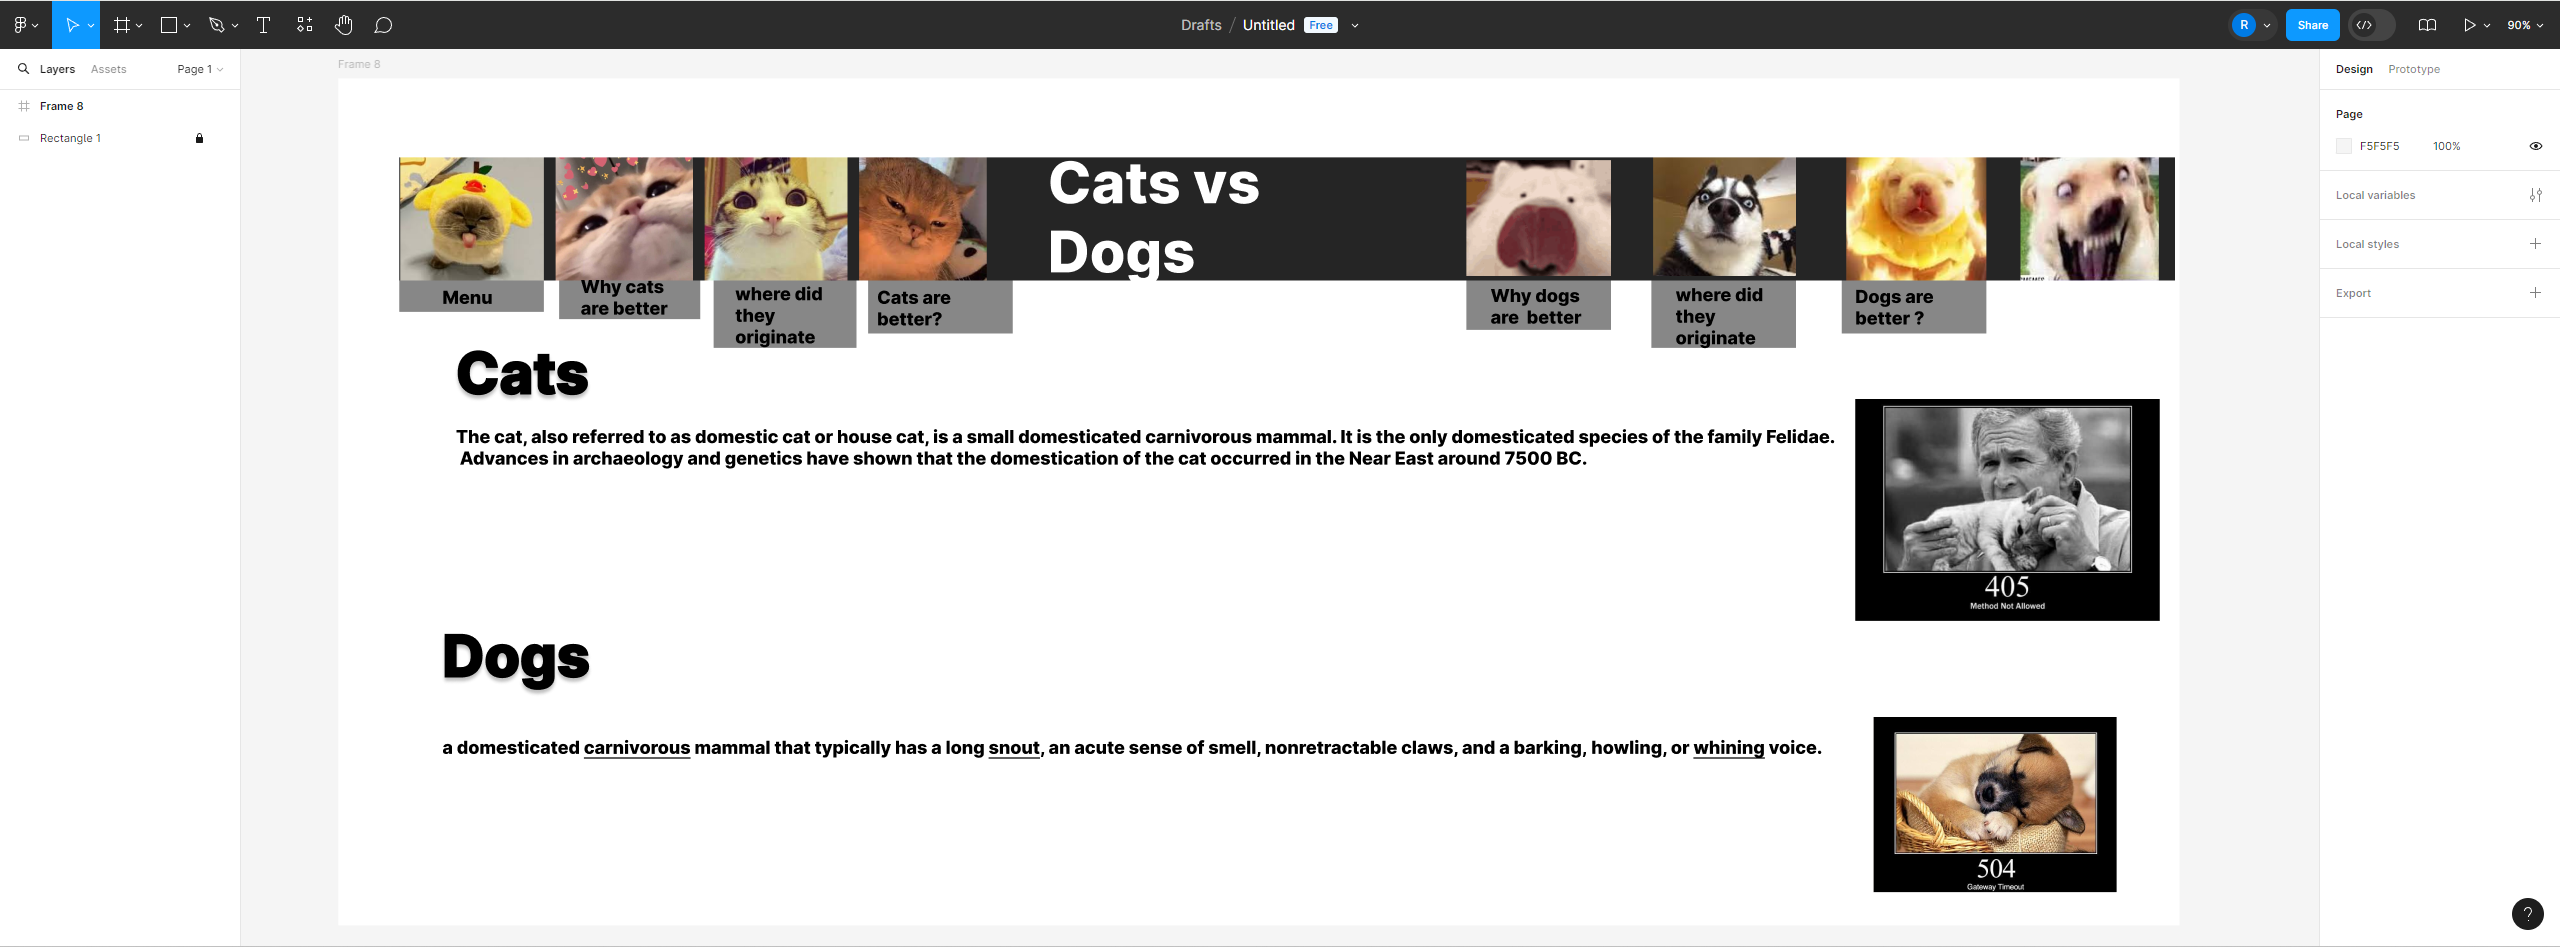 Drafts / Untitled Free
R
Share
90%
Layers Assets Page 1
Frame 8
Rectangle 1
Frame 8
Cats vs
Dogs
Menu
Why cats
are better
where did
they
originate
Cats are
better?
Why dogs
are  better
where did
they
originate
Dogs are
better ?
Cats
The cat, also referred to as domestic cat or house cat, is a small domesticated carnivorous mammal. It is the only domesticated species of the family Felidae.
Advances in archaeology and genetics have shown that the domestication of the cat occurred in the Near East around 7500 BC.
405
Method Not Allowed
Dogs
a domesticated carnivorous mammal that typically has a long snout, an acute sense of smell, nonretractable claws, and a barking, howling, or whining voice.
504
Gateway Timeout
Design Prototype
Page
F5F5F5 100%
Local variables
Local styles
Export
?